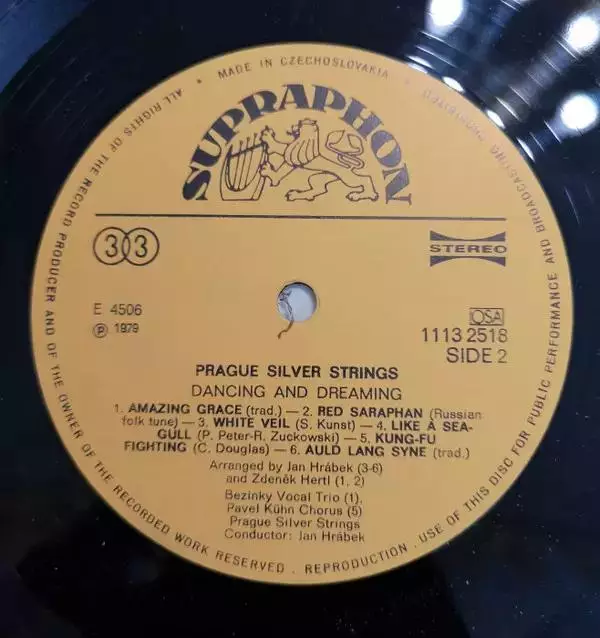 MADE IN CZECHOSLOVAKIA
ALL RIGHTS OF THE RECORD PRODUCER AND OF THE OWNER OF THE RECORDED WORK RESERVED . REPRODUCTION . USE OF THIS DISC FOR PUBLIC PERFORMANCE AND BROADCASTING PROHIBITED
SUPRAPHON
33
STEREO
E 4506
℗ 1979
OSA
1113 2518
SIDE 2
PRAGUE SILVER STRINGS
DANCING AND DREAMING
1. AMAZING GRACE (trad.) — 2. RED SARAPHAN (Russian
folk tune) — 3. WHITE VEIL (S. Kunst) — 4. LIKE A SEA-
GULL (P. Peter-R. Zuckowski) — 5. KUNG-FU
FIGHTING (C. Douglas) — 6. AULD LANG SYNE (trad.)
Arranged by Jan Hrábek (3-6)
and Zdeněk Hertl (1, 2)
Bezinky Vocal Trio (1),
Pavel Kühn Chorus (5)
Prague Silver Strings
Conductor: Jan Hrábek